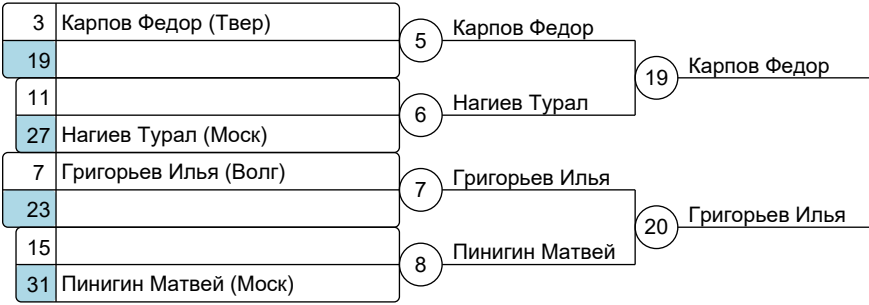 3 Карпов Федор (Твер)
19
11
27 Нагиев Турал (Моск)
7 Григорьев Илья (Волг)
23
15
31 Пинигин Матвей (Моск)
5 Карпов Федор
6 Нагиев Турал
7 Григорьев Илья
8 Пинигин Матвей
19 Карпов Федор
20 Григорьев Илья